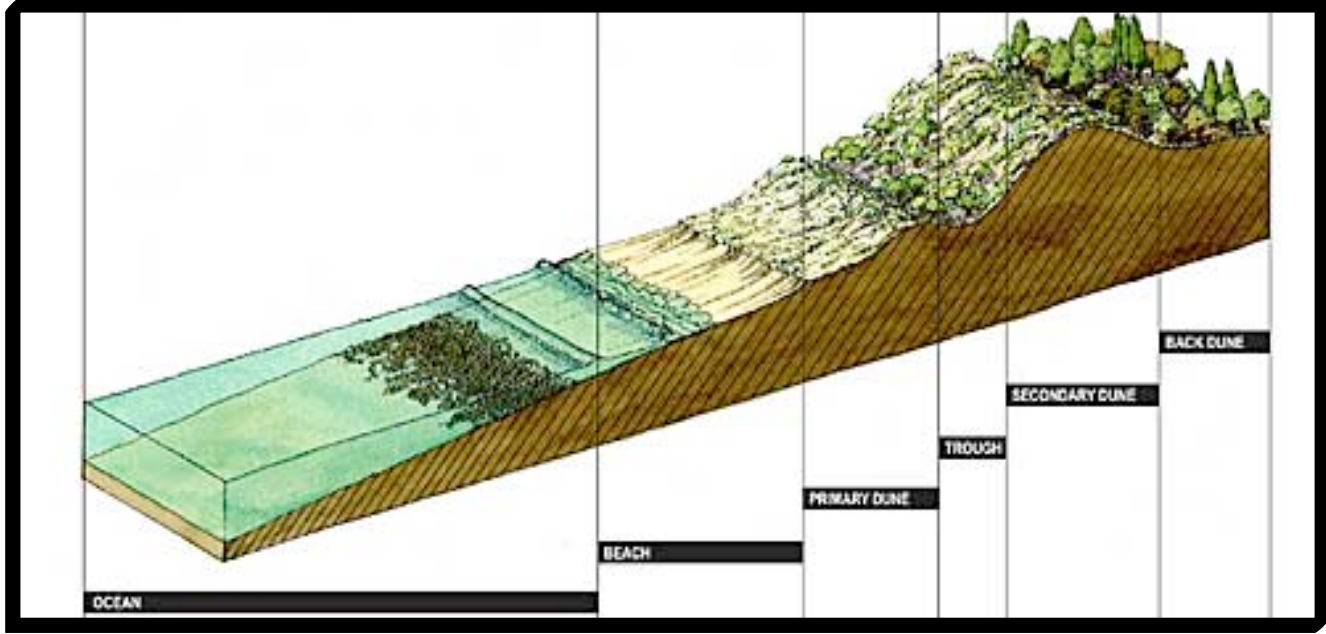 BACK DUNE
SECONDARY DUNE
TROUGH
PRIMARY DUNE
BEACH
OCEAN